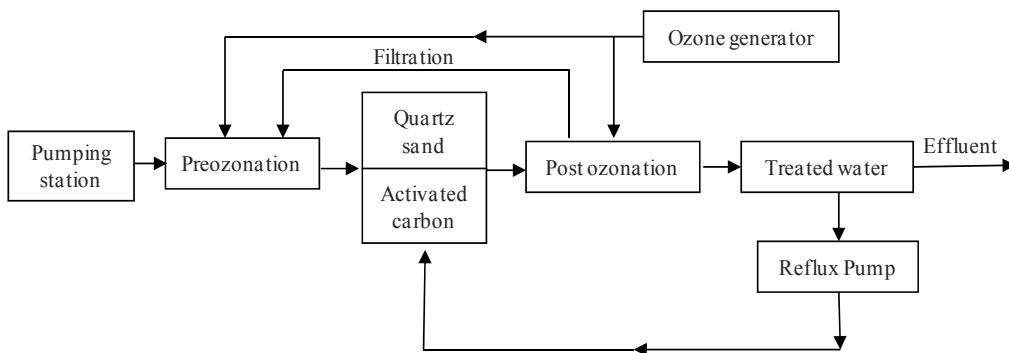 Ozone generator
Filtration
Quartz
sand
Effluent
Pumping
station
Preozonation
Post ozonation
Treated water
Activated
carbon
Reflux Pump